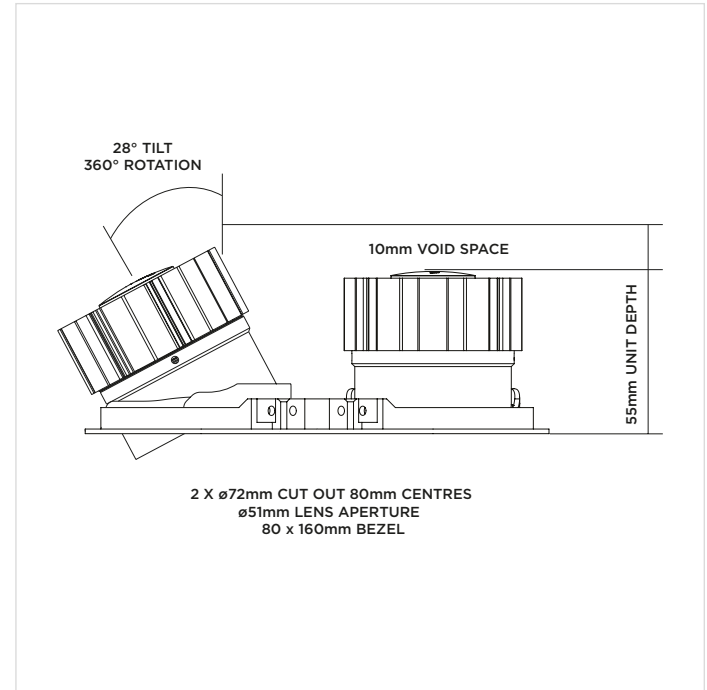 28° TILT
360° ROTATION
10mm VOID SPACE
55mm UNIT DEPTH
2 X ø72mm CUT OUT 80mm CENTRES
ø51mm LENS APERTURE
80 x 160mm BEZEL